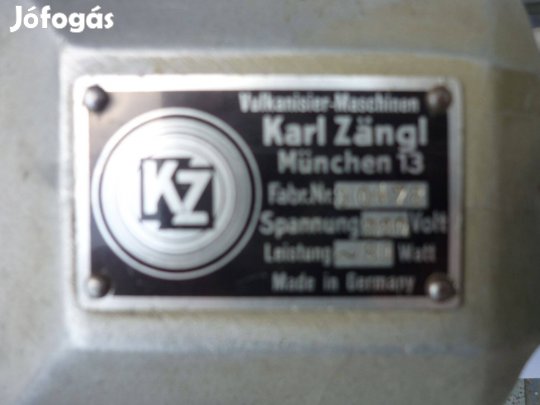 Jófogás
Vulkanisier-Maschinen
Karl Zängl
München 13
KZ
Fabr.Nr.
Spannung Volt
Leistung Watt
Made in Germany